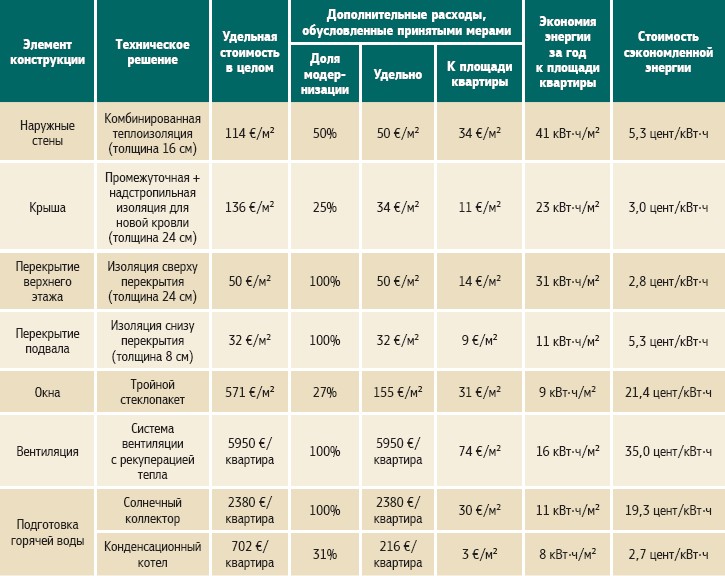 Элемент
конструкции
Техническое
решение
Удельная
стоимость
в целом
Дополнительные расходы,
обусловленные принятыми мерами
Доля
модер-
низации
Удельно
К площади
квартиры
Экономия
энергии
за год
к площади
квартиры
Стоимость
сэкономленной
энергии
Наружные
стены
Комбинированная
теплоизоляция
(толщина 16 см)
114 €/м²
50%
50 €/м²
34 €/м²
41 кВт·ч/м²
5,3 цент/кВт·ч
Крыша
Промежуточная +
надстропильная
изоляция для
новой кровли
(толщина 24 см)
136 €/м²
25%
34 €/м²
11 €/м²
23 кВт·ч/м²
3,0 цент/кВт·ч
Перекрытие
верхнего
этажа
Изоляция сверху
перекрытия
(толщина 24 см)
50 €/м²
100%
50 €/м²
14 €/м²
31 кВт·ч/м²
2,8 цент/кВт·ч
Перекрытие
подвала
Изоляция снизу
перекрытия
(толщина 8 см)
32 €/м²
100%
32 €/м²
9 €/м²
11 кВт·ч/м²
5,3 цент/кВт·ч
Окна
Тройной
стеклопакет
571 €/м²
27%
155 €/м²
31 €/м²
9 кВт·ч/м²
21,4 цент/кВт·ч
Вентиляция
Система
вентиляции
с рекуперацией
тепла
5950 €/
квартира
100%
5950 €/
квартира
74 €/м²
16 кВт·ч/м²
35,0 цент/кВт·ч
Подготовка
горячей воды
Солнечный
коллектор
2380 €/
квартира
100%
2380 €/
квартира
30 €/м²
11 кВт·ч/м²
19,3 цент/кВт·ч
Конденсационный
котел
702 €/
квартира
31%
216 €/
квартира
3 €/м²
8 кВт·ч/м²
2,7 цент/кВт·ч